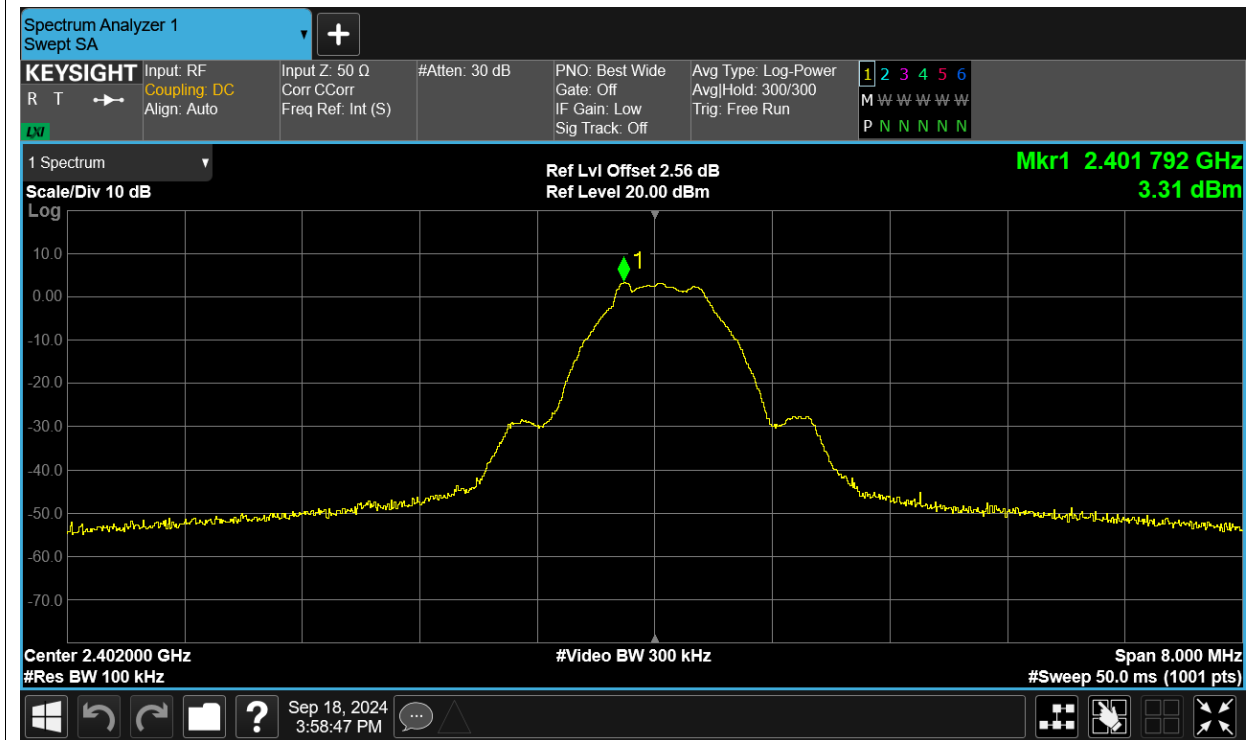 Spectrum Analyzer 1
Swept SA
KEYSIGHT
R T
LXI
Input: RF
Coupling: DC
Align: Auto
Input Z: 50 Ω
Corr CCorr
Freq Ref: Int (S)
#Atten: 30 dB
PNO: Best Wide
Gate: Off
IF Gain: Low
Sig Track: Off
Avg Type: Log-Power
Avg|Hold: 300/300
Trig: Free Run
1 2 3 4 5 6
M W W W W W
P N N N N N
1 Spectrum
Scale/Div 10 dB
Log
Ref Lvl Offset 2.56 dB
Ref Level 20.00 dBm
Mkr1 2.401 792 GHz
3.31 dBm
1
10.0
0.00
-10.0
-20.0
-30.0
-40.0
-50.0
-60.0
-70.0
Center 2.402000 GHz
#Res BW 100 kHz
#Video BW 300 kHz
Span 8.000 MHz
#Sweep 50.0 ms (1001 pts)
?
Sep 18, 2024
3:58:47 PM